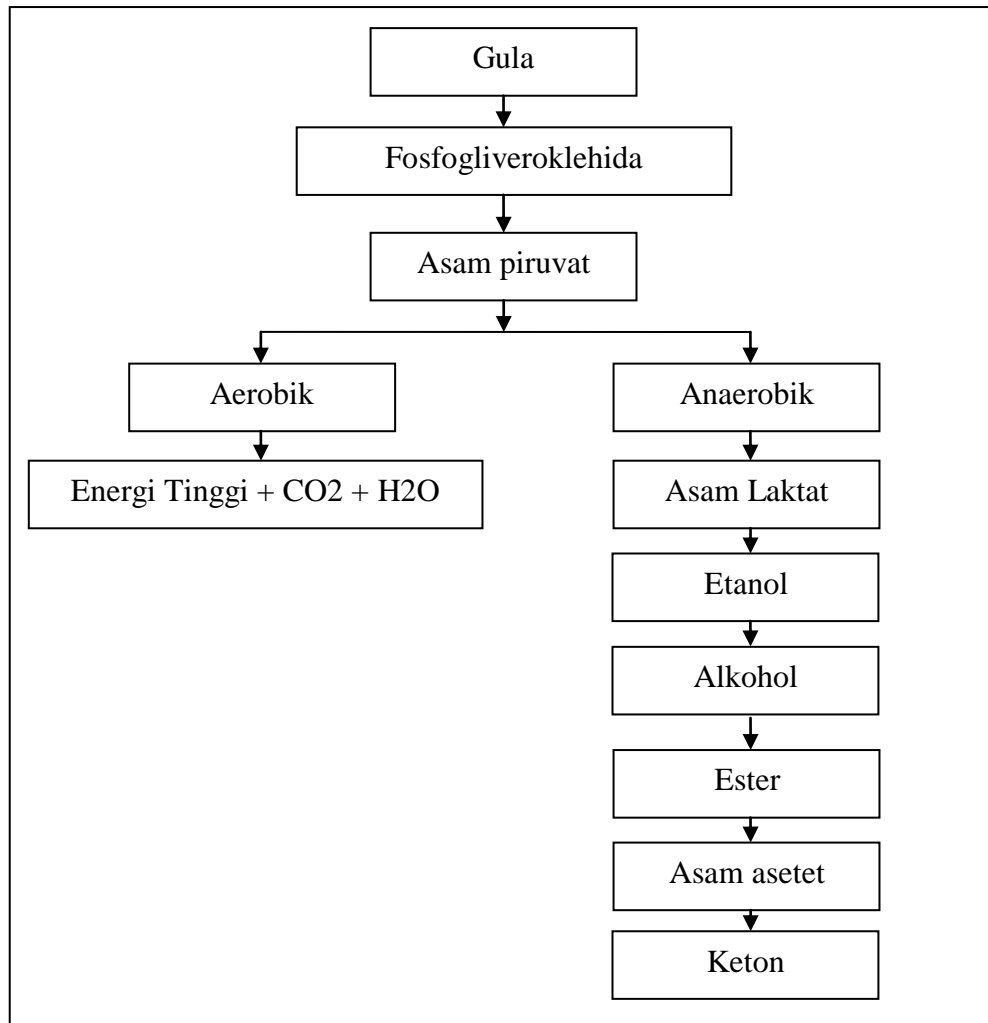 Gula
Fosfogliveroklehida
Asam piruvat
Aerobik
Anaerobik
Energi Tinggi + CO2 + H2O
Asam Laktat
Etanol
Alkohol
Ester
Asam asetet
Keton